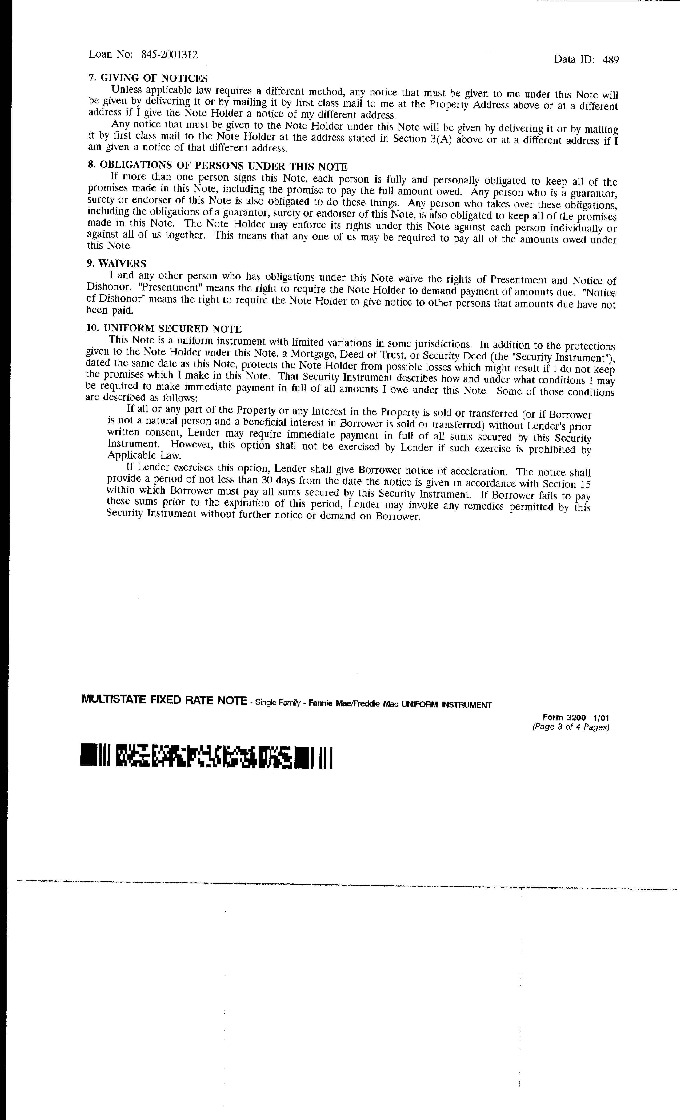 Loan No: 845-2001312
Data ID: 489
7. GIVING OF NOTICES
Unless applicable law requires a different method, any notice that must be given to me under this Note will
be given by delivering it or by mailing it by first class mail to me at the Property Address above or at a different
address if I give the Note Holder a notice of my different address
Any notice that must be given to the Note Holder under this Note will be given by delivering it or by mailing
it by first class mail to the Note Holder at the address stated in Section 3(A) above or at a different address if I
am given a notice of that different address.
8. OBLIGATIONS OF PERSONS UNDER THIS NOTE
If more than one person signs this Note, each person is fully and personally obligated to keep all of the
promises made in this Note, including the promise to pay the full amount owed. Any person who is a guarantor,
surety or endorser of this Note is also obligated to do these things. Any person who takes over these obligations,
including the obligations of a guarantor, surety or endorser of this Note, is also obligated to keep all of the promises
made in this Note. The Note Holder may enforce its rights under this Note against each person individually or
against all of us together. This means that any one of us may be required to pay all of the amounts owed under
this Note
9. WAIVERS
I and any other person who has obligations under this Note waive the rights of Presentment and Notice of
Dishonor. "Presentment" means the right to require the Note Holder to demand payment of amounts due. "Notice
of Dishonor" means the right to require the Note Holder to give notice to other persons that amounts due have not
been paid.
10. UNIFORM SECURED NOTE
This Note is a uniform instrument with limited variations in some jurisdictions. In addition to the protections
given to the Note Holder under this Note, a Mortgage, Deed of Trust, or Security Deed (the "Security Instrument"),
dated the same date as this Note, protects the Note Holder from possible losses which might result if I do not keep
the promises which I make in this Note. That Security Instrument describes how and under what conditions I may
be required to make immediate payment in full of all amounts I owe under this Note Some of those conditions
are described as follows:
If all or any part of the Property or any Interest in the Property is sold or transferred (or if Borrower
is not a natural person and a beneficial interest in Borrower is sold or transferred) without Lender's prior
written consent, Lender may require immediate payment in full of all sums secured by this Security
Instrument. However, this option shall not be exercised by Lender if such exercise is prohibited by
Applicable Law.
If Lender exercises this option, Lender shall give Borrower notice of acceleration. The notice shall
provide a period of not less than 30 days from the date the notice is given in accordance with Section 15
within which Borrower must pay all sums secured by this Security Instrument. If Borrower fails to pay
these sums prior to the expiration of this period, Lender may invoke any remedies permitted by this
Security Instrument without further notice or demand on Borrower.
MULTISTATE FIXED RATE NOTE - Single Family - Fannie Mae/Freddie Mac UNIFORM INSTRUMENT
Form 3200 1/01
(Page 3 of 4 Pages)